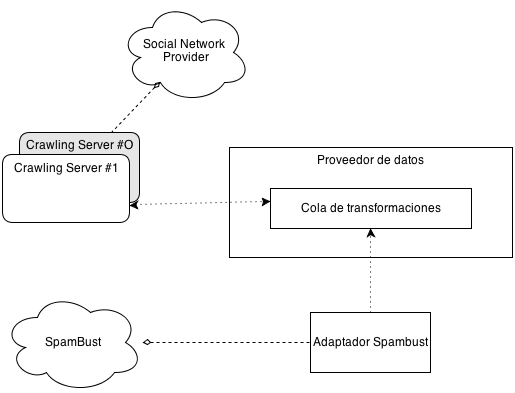 Social Network
Provider
Crawling Server #O
Crawling Server #1
Proveedor de datos
Cola de transformaciones
SpamBust
Adaptador Spambust